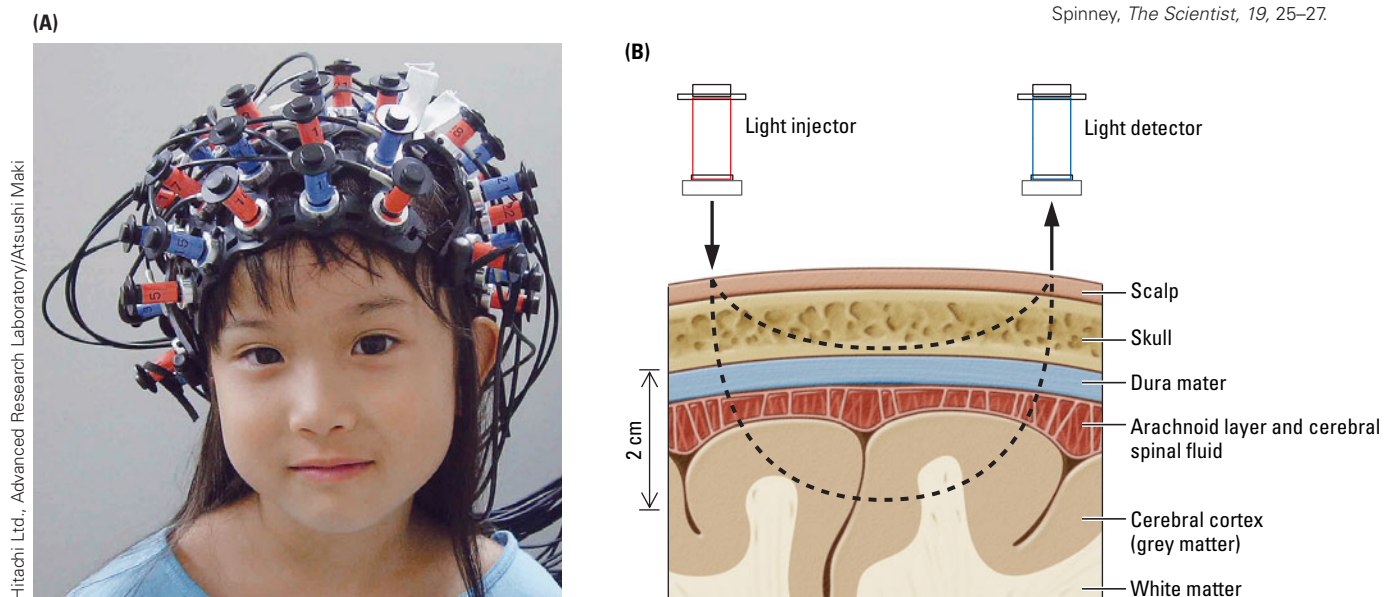 Spinney, The Scientist, 19, 25–27.
(A)
Hitachi Ltd., Advanced Research Laboratory/Atsushi Maki
(B)
Light injector
Light detector
Scalp
Skull
Dura mater
Arachnoid layer and cerebral
spinal fluid
2 cm
Cerebral cortex
(grey matter)
White matter